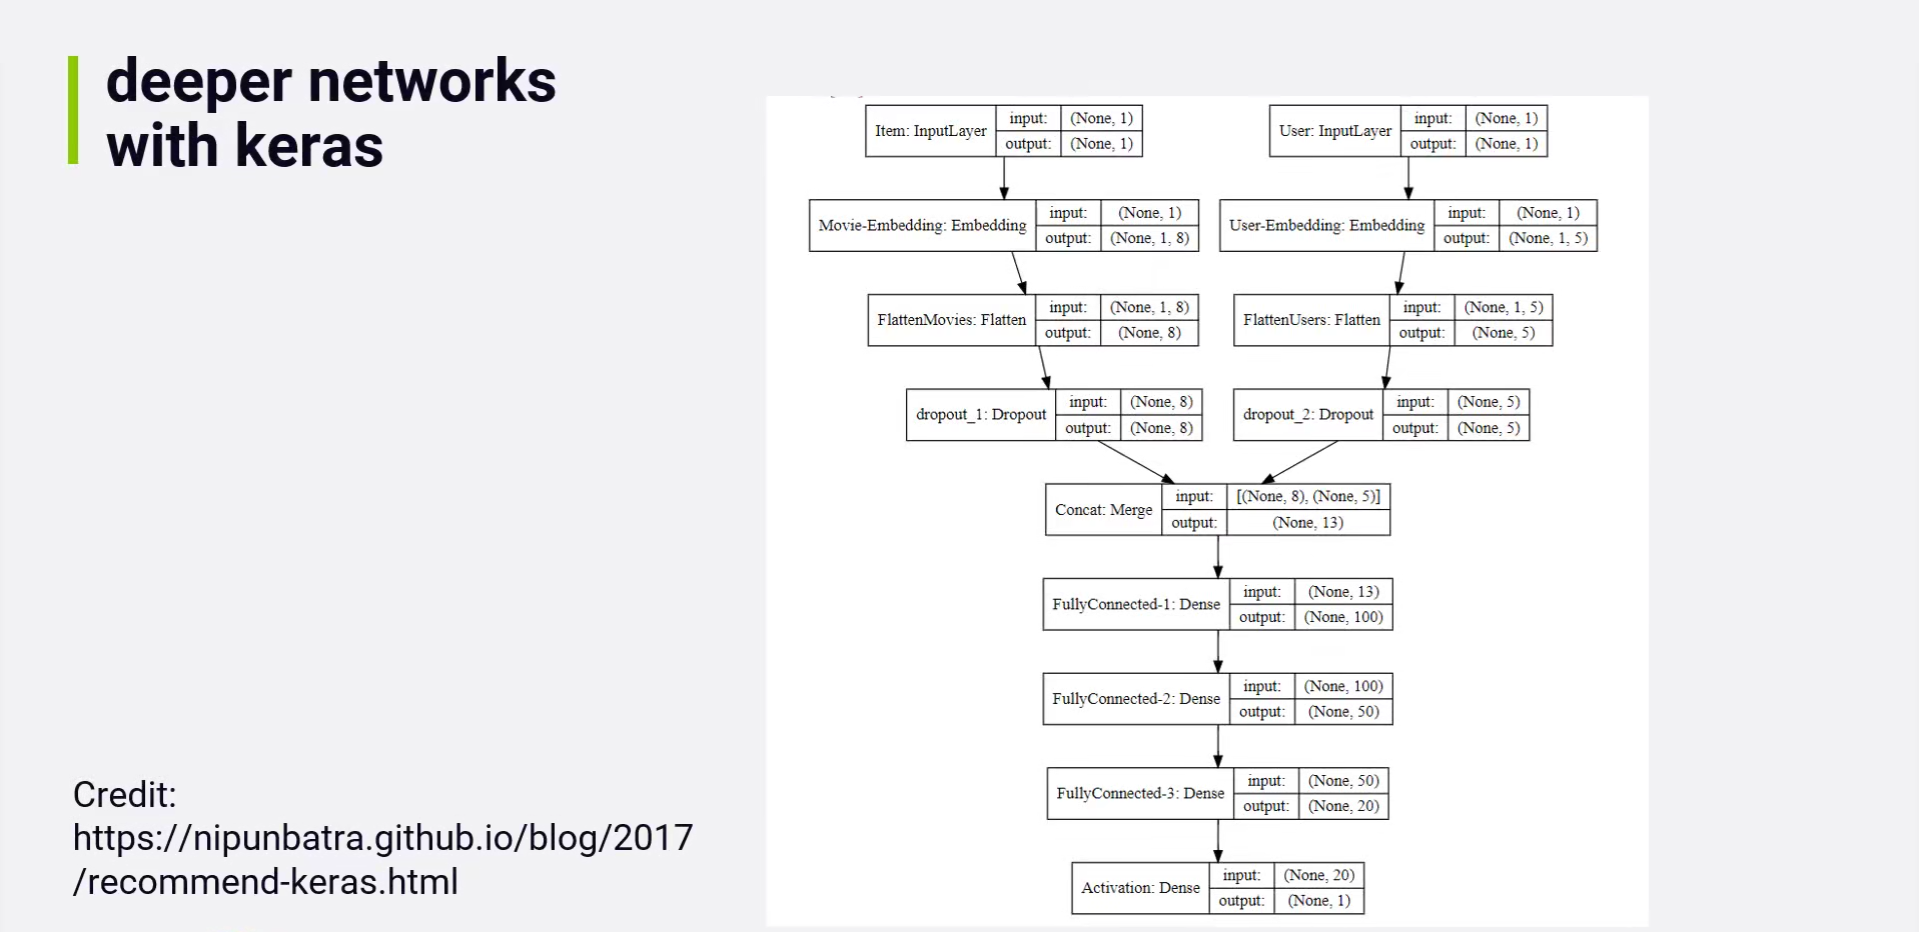 deeper networks
with keras
Item: InputLayer
input: (None, 1)
output: (None, 1)
User: InputLayer
input: (None, 1)
output: (None, 1)
Movie-Embedding: Embedding
input: (None, 1)
output: (None, 1, 8)
User-Embedding: Embedding
input: (None, 1)
output: (None, 1, 5)
FlattenMovies: Flatten
input: (None, 1, 8)
output: (None, 8)
FlattenUsers: Flatten
input: (None, 1, 5)
output: (None, 5)
dropout_1: Dropout
input: (None, 8)
output: (None, 8)
dropout_2: Dropout
input: (None, 5)
output: (None, 5)
Concat: Merge
input: [(None, 8), (None, 5)]
output: (None, 13)
FullyConnected-1: Dense
input: (None, 13)
output: (None, 100)
FullyConnected-2: Dense
input: (None, 100)
output: (None, 50)
FullyConnected-3: Dense
input: (None, 50)
output: (None, 20)
Activation: Dense
input: (None, 20)
output: (None, 1)
Credit:
https://nipunbatra.github.io/blog/2017
/recommend-keras.html